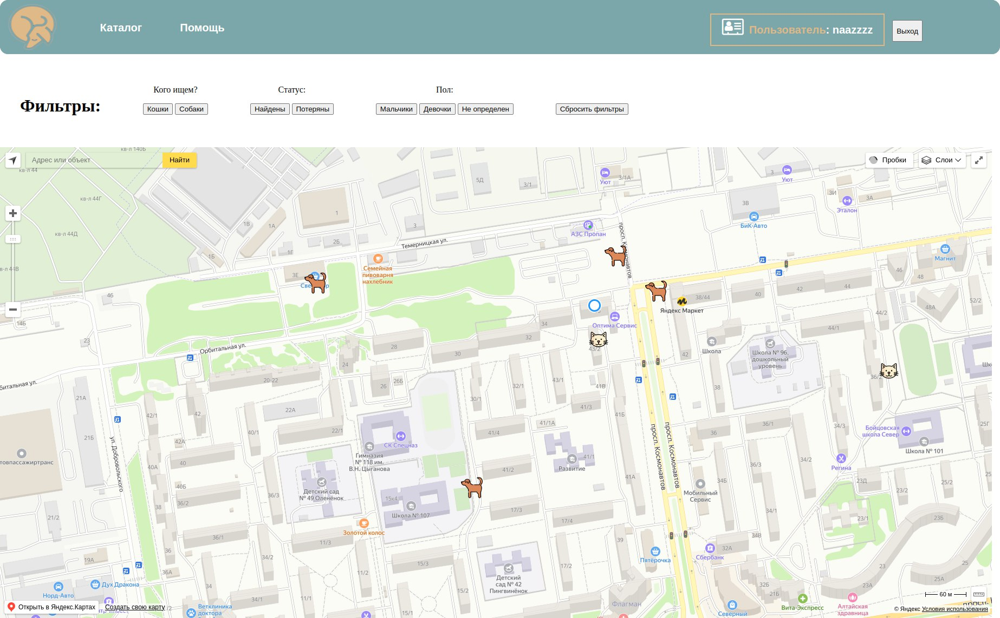 Каталог
Помощь
Пользователь: naazzzz
Выход
Кого ищем?
Статус:
Пол:
Фильтры:
Кошки
Собаки
Найдены
Потеряны
Мальчики
Девочки
Не определен
Сбросить фильтры
кв-л 140Б
Адрес или объект
Найти
Пробки
Слои
кв-л 44
Уют
3/1А
3
Уют
5Д
3/1
3И
3А
кв-л 44Г
1
3В
Эталон
1В
1А
3
БиК-Авто
кв-л 44Д
АЗС Пропан
просп. Космонавтов
2Б
Темерницкая ул.
1Б
1Г
Магнит
Семейная
пивоварня
нахлебник
46
48
3Е
46
42
44
40
38/44
52/2
Яндекс Маркет
48А
44/2
14Б
34
Оптима Сервис
44/1
23
32
28
Орбитальная ул.
30
43/2
42
Школа
Школа № 96,
дошкольный
уровень
24
36/2
20-22
26
26Б
32/1
43/1
41В
38
21А
30/1
41/3
42/1
42
22А
41Б
41/1А
36/1
34/3
25Г
40/1
22/1
41/4
36
Бойцовская
школа Север
21Б
42А
СК Спецназ
Школа № 101
ул. Добровольского
просп. Космонавтов
просп. Космонавтов
Гимназия
№ 118 им.
В.Н. Цыганова
41/1
Развитие
40А
40
41/2
36/3
34/2
Регина
40Б
36/3
Детский сад
№ 49 Оленёнок
15к4
41А
34Б
Мобильный
Сервис
23Д
23/2
25/2
38
36/2
Школа № 107
17/3
34/1
21/2
17/4
23/1
23Б
Золотой колос
36/1
11/3
39
34В
36
34/2
Пятёрочка
Сбербанк
32А
19А
15/3
17/2
25
36А
11/2
Детский
сад № 42
Пингвинёнок
23
25А
Дух Дракона
34
32Б
23А
Норд-Авто
15/2
21Б
60 м
34/1
11/1
Флагман
Вита-Экспресс
Алтайская
здравница
Ветклиника
доктора
15/1
Северный
Открыть в Яндекс.Картах
Создать свою карту
© Яндекс Условия использования